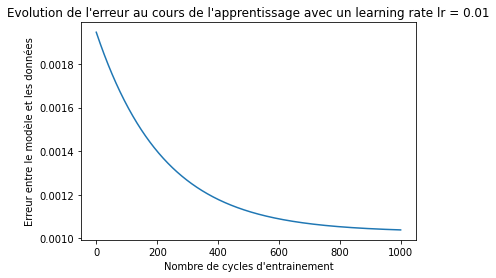 Evolution de l'erreur au cours de l'apprentissage avec un learning rate lr = 0.01
Erreur entre le modèle et les données
0.0018
0.0016
0.0014
0.0012
0.0010
0 200 400 600 800 1000
Nombre de cycles d'entrainement